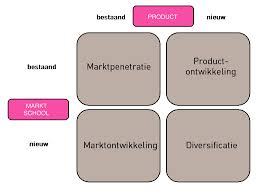 bestaand PRODUCT nieuw
bestaand
Marktpenetratie
Product-
ontwikkeling
MARKT
SCHOOL
nieuw
Marktontwikkeling
Diversificatie